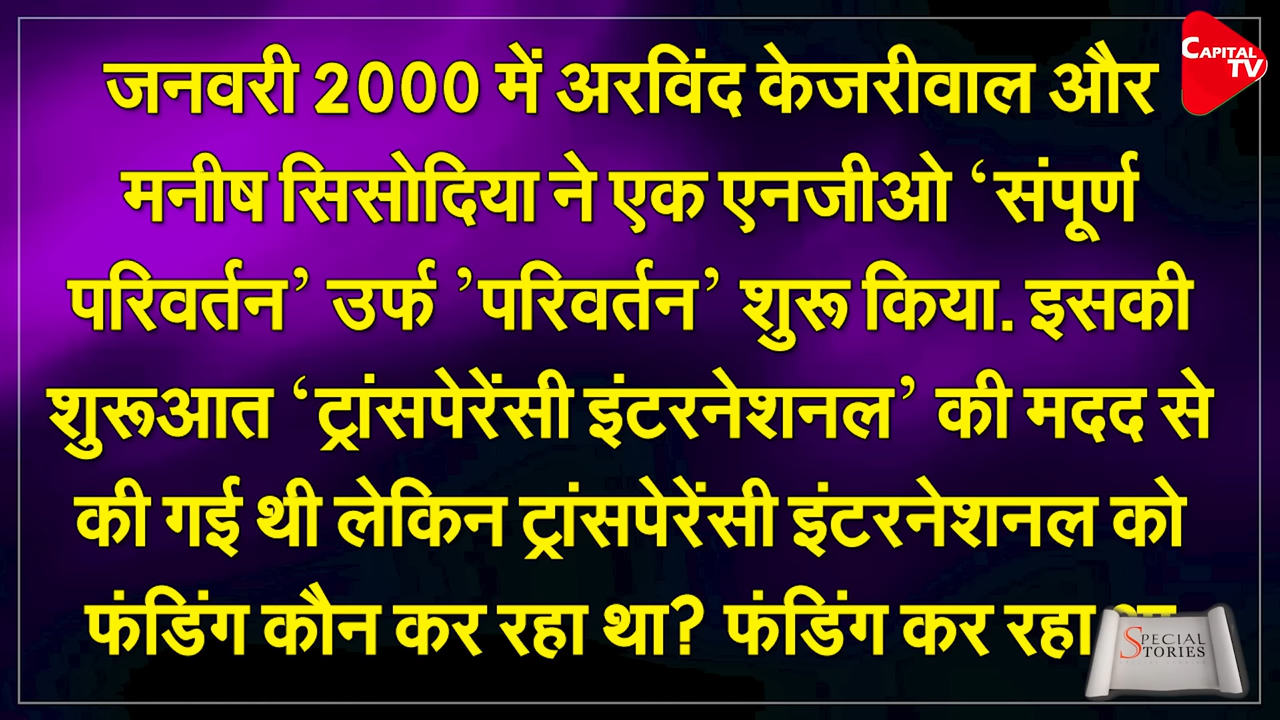 CAPITAL
TV
जनवरी 2000 में अरविंद केजरीवाल और
मनीष सिसोदिया ने एक एनजीओ ‘संपूर्ण
परिवर्तन’ उर्फ ’परिवर्तन’ शुरू किया. इसकी
शुरूआत ‘ट्रांसपेरेंसी इंटरनेशनल’ की मदद से
की गई थी लेकिन ट्रांसपेरेंसी इंटरनेशनल को
फंडिंग कौन कर रहा था? फंडिंग कर रहा
SPECIAL
STORIES